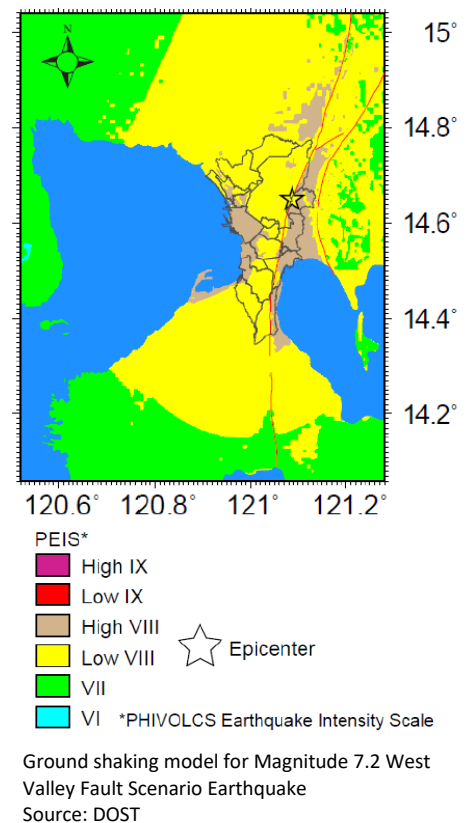 N
15°
14.8°
14.6°
14.4°
14.2°
120.6° 120.8° 121° 121.2°
PEIS*
High IX
Low IX
High VIII
Low VIII
Epicenter
VII
VI *PHIVOLCS Earthquake Intensity Scale
Ground shaking model for Magnitude 7.2 West
Valley Fault Scenario Earthquake
Source: DOST